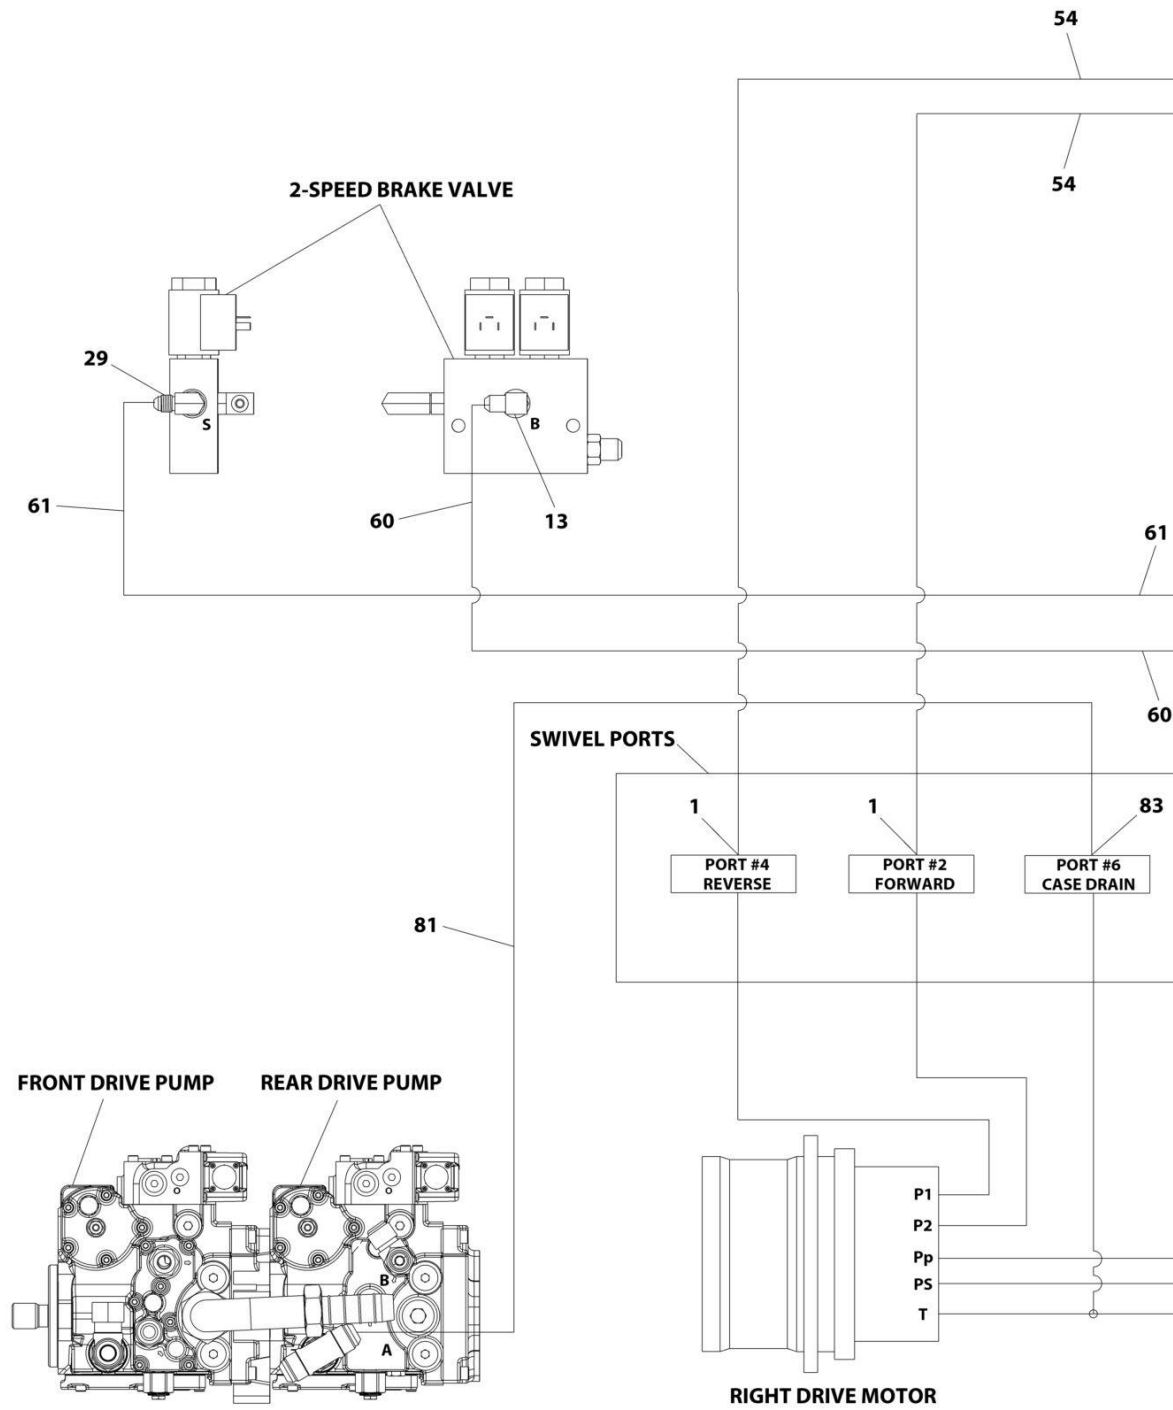 54
54
2-SPEED BRAKE VALVE
29
S
B
61
60
13
61
60
SWIVEL PORTS
1
1
83
PORT #4
REVERSE
PORT #2
FORWARD
PORT #6
CASE DRAIN
81
FRONT DRIVE PUMP
REAR DRIVE PUMP
P1
P2
Pp
PS
T
B
A
RIGHT DRIVE MOTOR